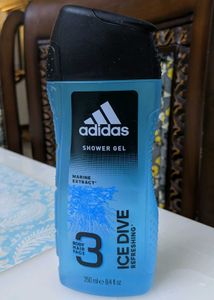 adidas
SHOWER GEL
MARINE
EXTRACT*
ICE DIVE
REFRESHING*
3
BODY
HAIR
FACE
250 ml ℮ 8.4 fl oz